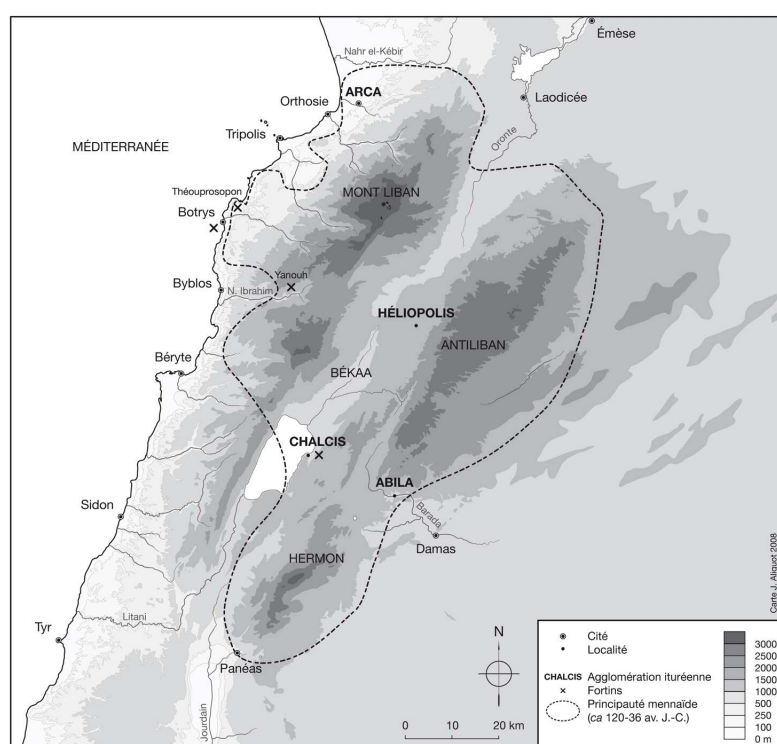 Émèse
Nahr el-Kébir
ARCA
Laodicée
Orthosie
Tripolis
Oronte
MÉDITERRANÉE
MONT LIBAN
Théouprosopon
Botrys
Yanouh
Byblos
N. Ibrahim
HÉLIOPOLIS
ANTILIBAN
Béryte
BÉKAA
CHALCIS
ABILA
Barada
Sidon
Damas
HERMON
Litani
Tyr
Panéas
Jourdain
N
0 10 20 km
Cité
Localité
CHALCIS Agglomération ituréenne
Fortins
Principauté mennaïde
(ca 120-36 av. J.-C.)
3000
2500
2000
1500
1000
500
250
100
0 m
Carte J. Aliquot 2008